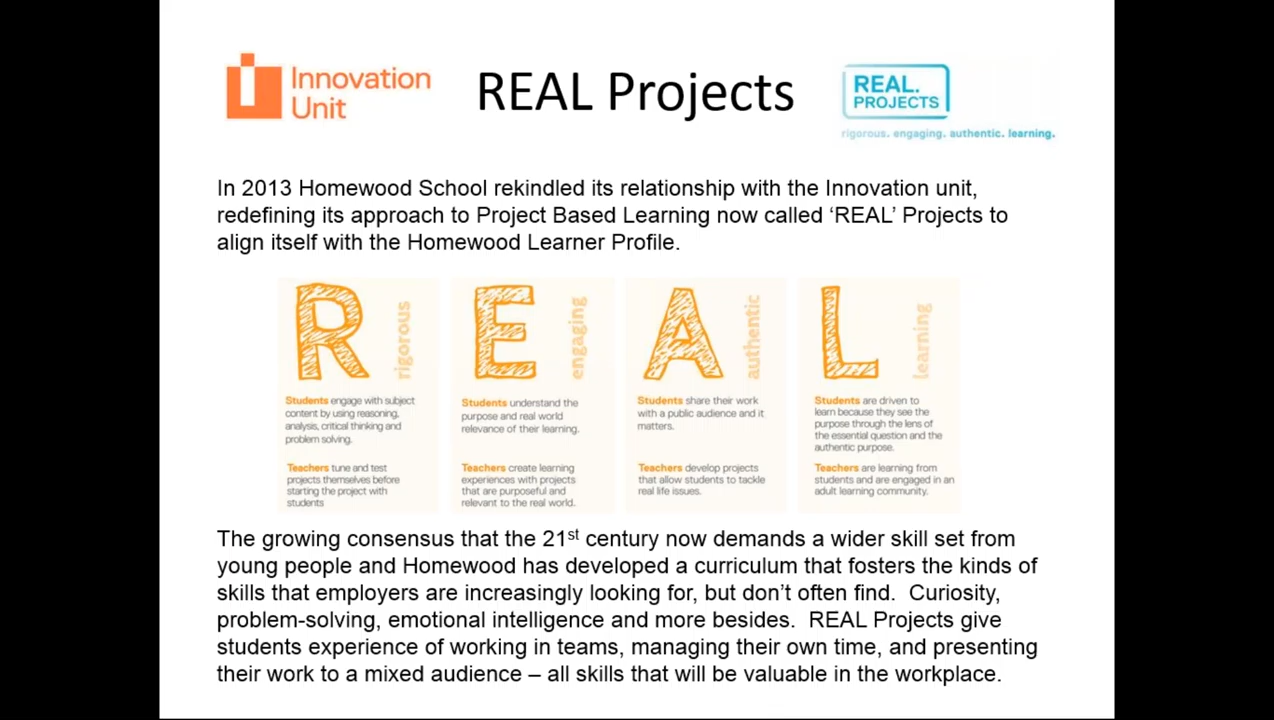 Innovation
Unit
REAL Projects
REAL.
PROJECTS
rigorous. engaging. authentic. learning.
In 2013 Homewood School rekindled its relationship with the Innovation unit,
redefining its approach to Project Based Learning now called ‘REAL’ Projects to
align itself with the Homewood Learner Profile.
R rigorous
Students engage with subject
content by using reasoning,
analysis, critical thinking and
problem solving.
Teachers tune and test
projects themselves before
starting the project with
students
E engaging
Students understand the
purpose and real world
relevance of their learning.
Teachers create learning
experiences with projects
that are purposeful and
relevant to the real world.
A authentic
Students share their work
with a public audience and it
matters.
Teachers develop projects
that allow students to tackle
real life issues.
L learning
Students are driven to
learn because they see the
purpose through the lens of
the essential question and the
authentic purpose.
Teachers are learning from
students and are engaged in an
adult learning community.
The growing consensus that the 21st century now demands a wider skill set from
young people and Homewood has developed a curriculum that fosters the kinds of
skills that employers are increasingly looking for, but don’t often find.  Curiosity,
problem-solving, emotional intelligence and more besides.  REAL Projects give
students experience of working in teams, managing their own time, and presenting
their work to a mixed audience – all skills that will be valuable in the workplace.